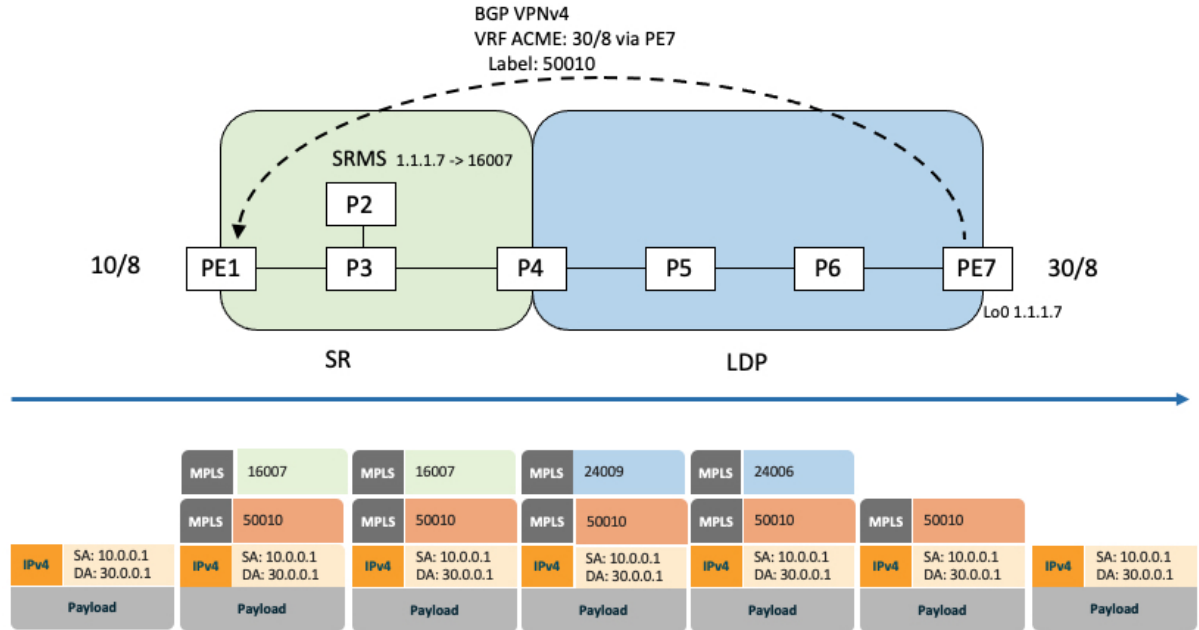 BGP VPNv4
VRF ACME: 30/8 via PE7
Label: 50010
SRMS 1.1.1.7 -> 16007
P2
10/8 PE1 P3 P4 P5 P6 PE7 30/8
Lo0 1.1.1.7
SR LDP
MPLS 16007 MPLS 16007 MPLS 24009 MPLS 24006
MPLS 50010 MPLS 50010 MPLS 50010 MPLS 50010 MPLS 50010
IPv4 SA: 10.0.0.1 IPv4 SA: 10.0.0.1 IPv4 SA: 10.0.0.1 IPv4 SA: 10.0.0.1 IPv4 SA: 10.0.0.1 IPv4 SA: 10.0.0.1 IPv4 SA: 10.0.0.1
DA: 30.0.0.1 DA: 30.0.0.1 DA: 30.0.0.1 DA: 30.0.0.1 DA: 30.0.0.1 DA: 30.0.0.1 DA: 30.0.0.1
Payload Payload Payload Payload Payload Payload Payload